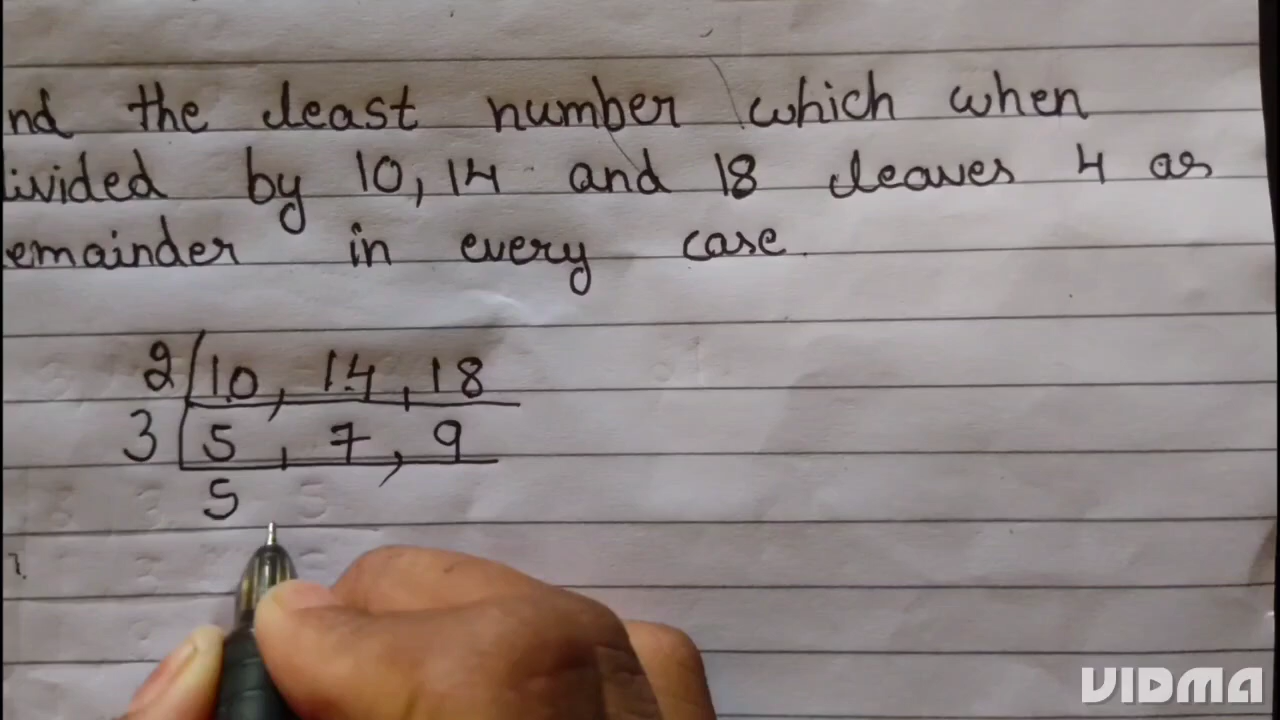 nd the least number which when
ivided by 10, 14 and 18 leaves 4 as
emainder in every case.
2 10, 14, 18
3 5, 7, 9
5
VIDMA